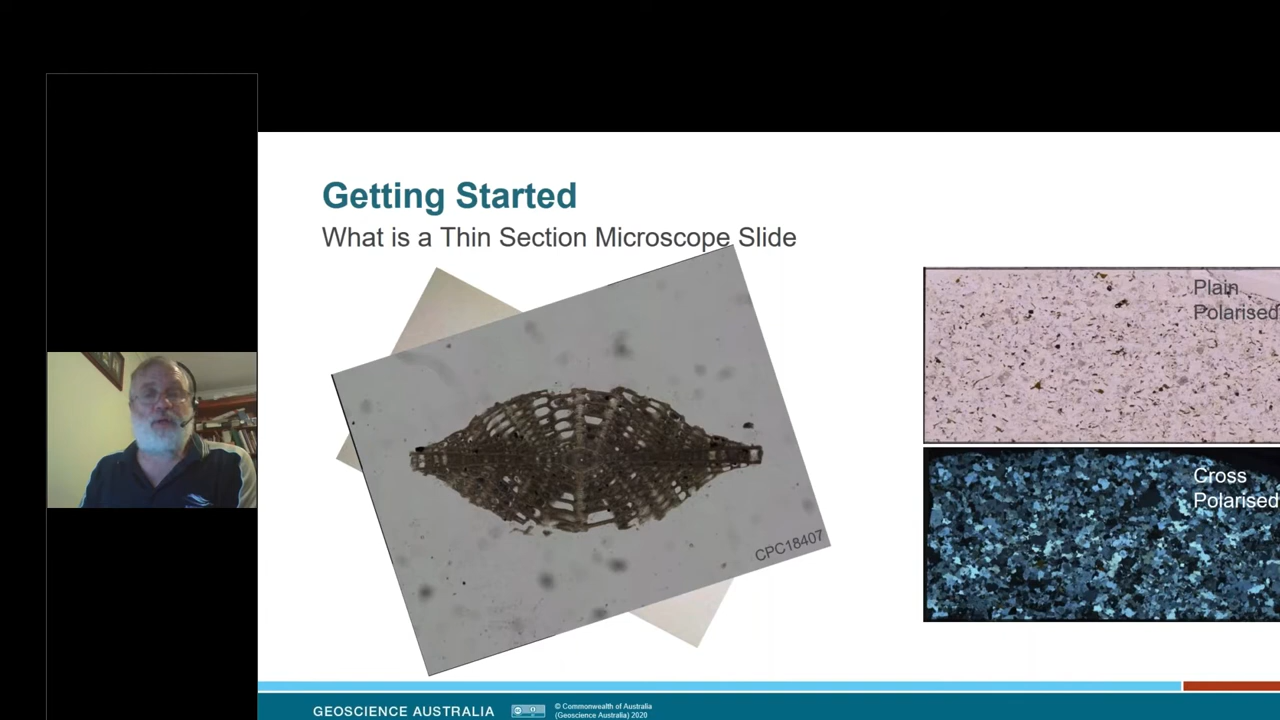 Getting Started
What is a Thin Section Microscope Slide
Plain
Polarised
CPC18407
Cross
Polarised
GEOSCIENCE AUSTRALIA
© Commonwealth of Australia
(Geoscience Australia) 2020